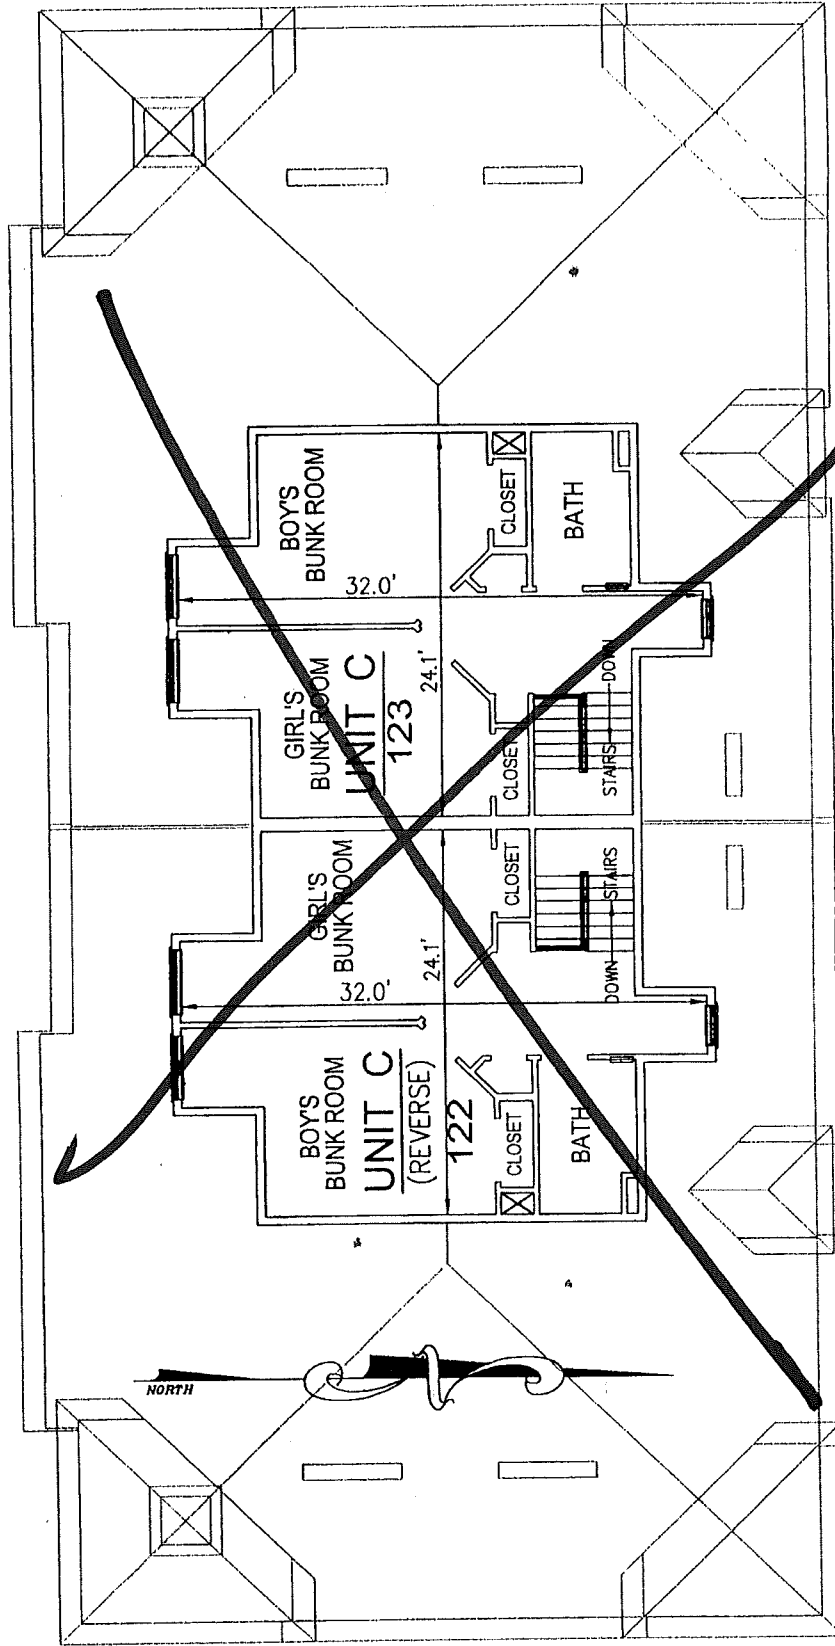 BOY'S
BUNK ROOM
CLOSET
BATH
32.0'
GIRL'S
BUNK ROOM
UNIT C
123
24.1'
CLOSET
DOWN
STAIRS
GIRL'S
BUNK ROOM
CLOSET
STAIRS
24.1'
DOWN
32.0'
BOY'S
BUNK ROOM
UNIT C
(REVERSE)
122
CLOSET
BATH
NORTH